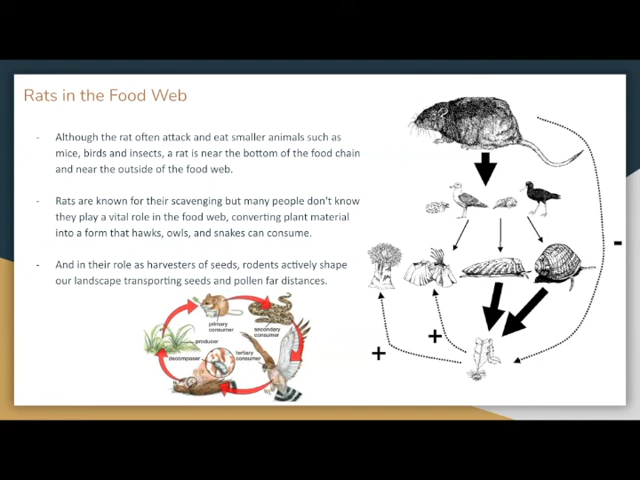 Rats in the Food Web
- Although the rat often attack and eat smaller animals such as
mice, birds and insects, a rat is near the bottom of the food chain
and near the outside of the food web.
- Rats are known for their scavenging but many people don't know
they play a vital role in the food web, converting plant material
into a form that hawks, owls, and snakes can consume.
- And in their role as harvesters of seeds, rodents actively shape
our landscape transporting seeds and pollen far distances.
primary
consumer
secondary
consumer
producer
decomposer
tertiary
consumer
-
+
+